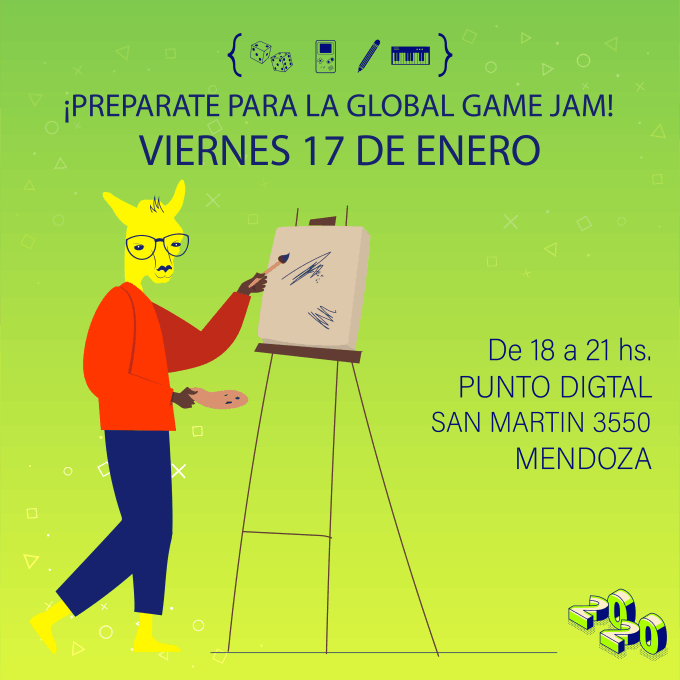 ¡PREPARATE PARA LA GLOBAL GAME JAM!
VIERNES 17 DE ENERO
De 18 a 21 hs.
PUNTO DIGTAL
SAN MARTIN 3550
MENDOZA
2020